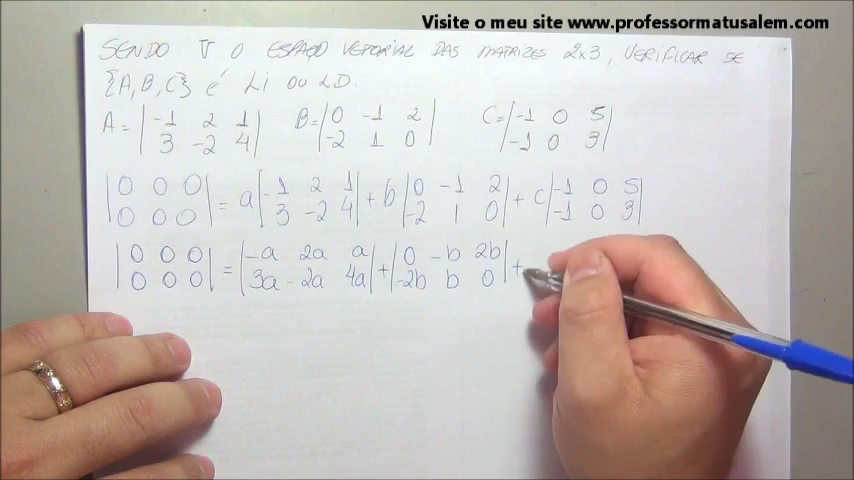 Visite o meu site www.professormatusalem.com
SENDO V O ESPAÇO VETORIAL DAS MATRIZES 2x3, VERIFICAR SE
{A,B,C} É LI OU LD.
A = | -1 2 1 | B = | 0 -1 2 | C = | -1 0 5 |
| 3 -2 4 | | -2 1 0 | | -1 0 3 |
| 0 0 0 | = a | -1 2 1 | + b | 0 -1 2 | + c | -1 0 5 |
| 0 0 0 | | 3 -2 4 | | -2 1 0 | | -1 0 3 |
| 0 0 0 | = | -a 2a a | + | 0 -b 2b | +
| 0 0 0 | | 3a -2a 4a | | -2b b 0 |